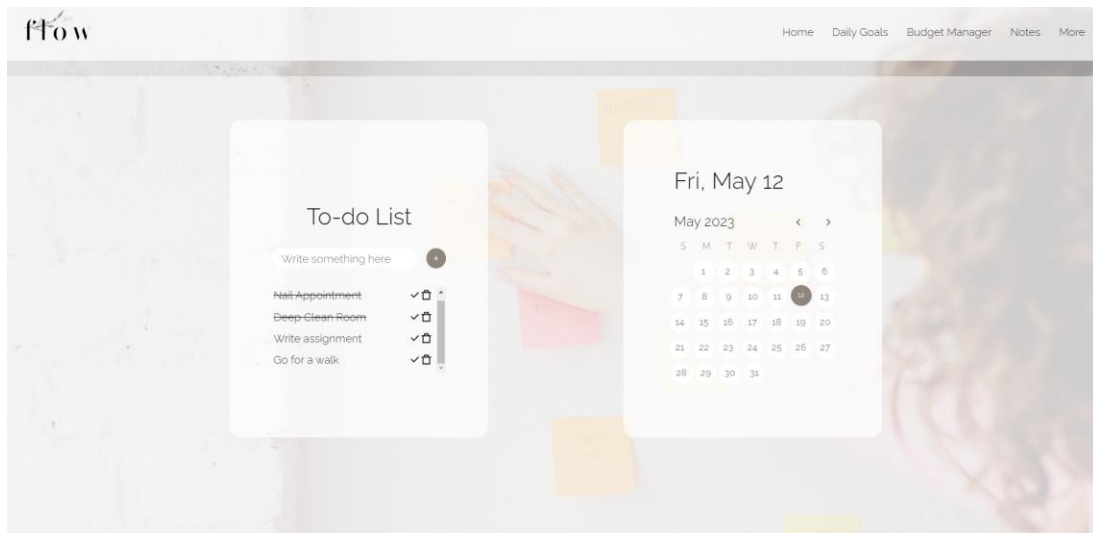 flow
Home Daily Goals Budget Manager Notes More
To-do List
Write something here +
Nail Appointment
Deep Clean Room
Write assignment
Go for a walk
Fri, May 12
May 2023 < >
S M T W T F S
1 2 3 4 5 6
7 8 9 10 11 12 13
14 15 16 17 18 19 20
21 22 23 24 25 26 27
28 29 30 31